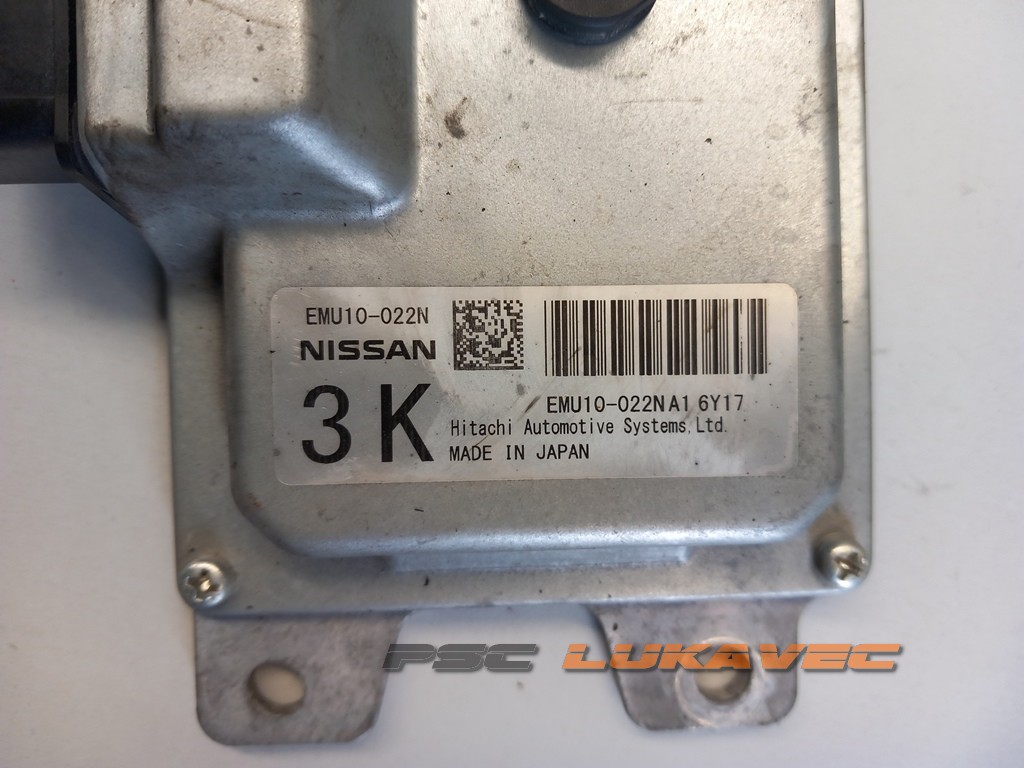 EMU10-022N
NISSAN
3K
EMU10-022NA1 6Y17
Hitachi Automotive Systems,Ltd.
MADE IN JAPAN
PSC LUKAVEC